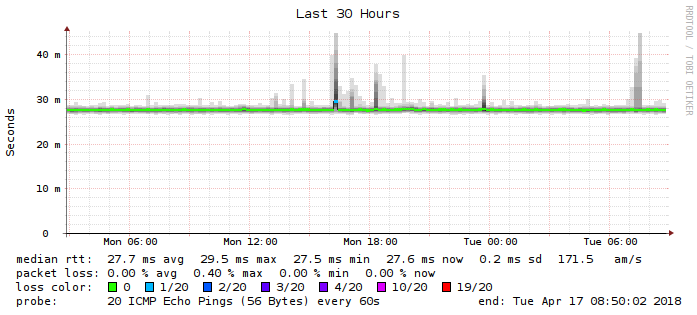 Last 30 Hours
RRDTOOL / TOBI OETIKER
Seconds
40 m
30 m
20 m
10 m
0
Mon 06:00 Mon 12:00 Mon 18:00 Tue 00:00 Tue 06:00
median rtt: 27.7 ms avg 29.5 ms max 27.5 ms min 27.6 ms now 0.2 ms sd 171.5 am/s
packet loss: 0.00 % avg 0.40 % max 0.00 % min 0.00 % now
loss color: 0 1/20 2/20 3/20 4/20 10/20 19/20
probe: 20 ICMP Echo Pings (56 Bytes) every 60s end: Tue Apr 17 08:50:02 2018